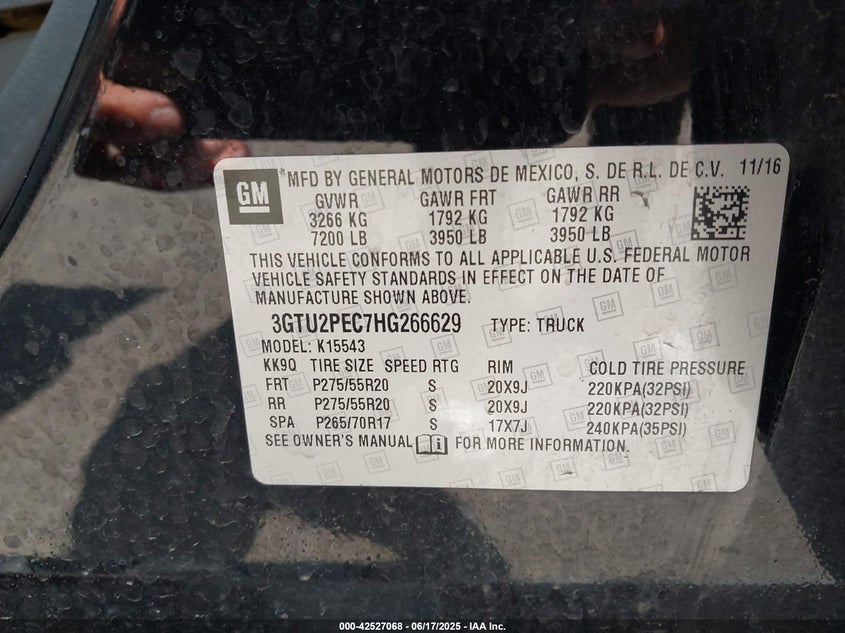 GM ® MFD BY GENERAL MOTORS DE MEXICO, S. DE R.L. DE C.V. 11/16
GVWR GAWR FRT GAWR RR
3266 KG 1792 KG 1792 KG
7200 LB 3950 LB 3950 LB
THIS VEHICLE CONFORMS TO ALL APPLICABLE U.S. FEDERAL MOTOR
VEHICLE SAFETY STANDARDS IN EFFECT ON THE DATE OF
MANUFACTURE SHOWN ABOVE.
3GTU2PEC7HG266629 TYPE: TRUCK
MODEL: K15543
KK9Q TIRE SIZE SPEED RTG RIM COLD TIRE PRESSURE
FRT P275/55R20 S 20X9J 220KPA(32PSI)
RR P275/55R20 S 20X9J 220KPA(32PSI)
SPA P265/70R17 S 17X7J 240KPA(35PSI)
SEE OWNER'S MANUAL FOR MORE INFORMATION.
000-42527068 - 06/17/2025 - IAA Inc.